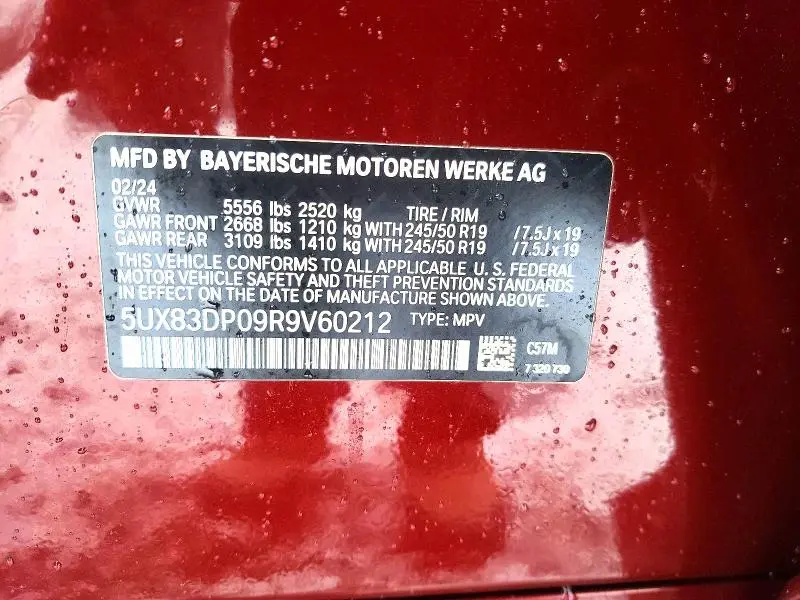 MFD BY BAYERISCHE MOTOREN WERKE AG
02/24
GVWR 5556 lbs 2520 kg TIRE / RIM
GAWR FRONT 2668 lbs 1210 kg WITH 245/50 R19 /7.5J x 19
GAWR REAR 3109 lbs 1410 kg WITH 245/50 R19 /7.5J x 19
THIS VEHICLE CONFORMS TO ALL APPLICABLE U.S. FEDERAL
MOTOR VEHICLE SAFETY AND THEFT PREVENTION STANDARDS
IN EFFECT ON THE DATE OF MANUFACTURE SHOWN ABOVE.
5UX83DP09R9V60212 TYPE: MPV
C57M
7 320 730